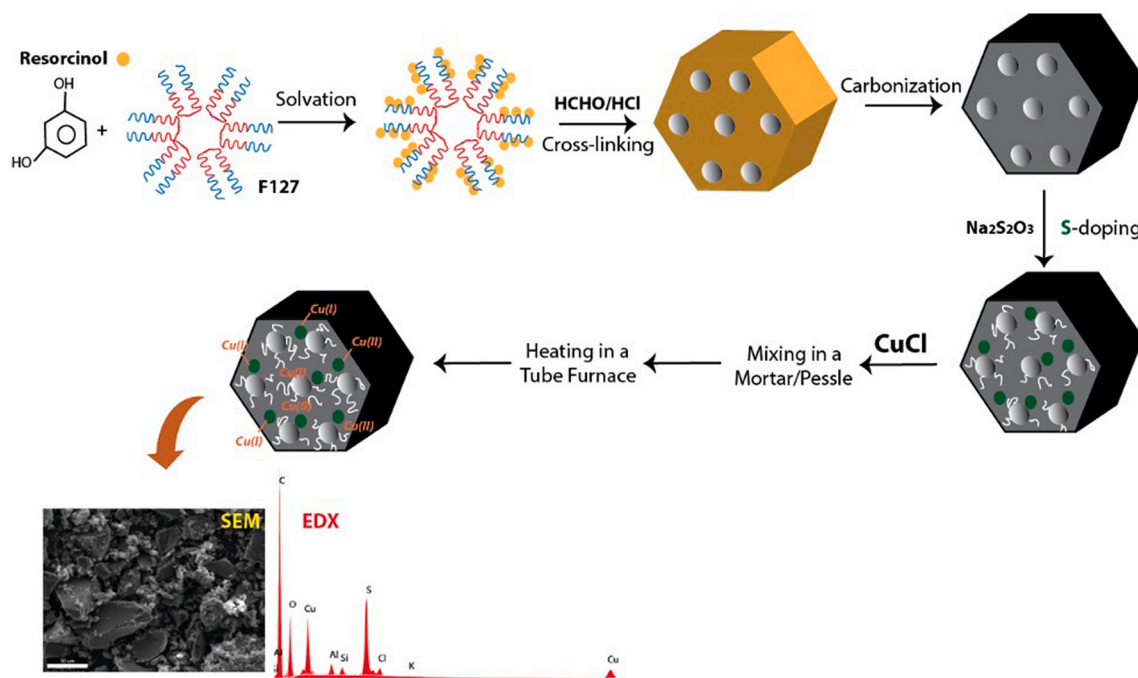 Resorcinol
OH
HO
+
F127
Solvation
HCHO/HCl
Cross-linking
Carbonization
Na2S2O3
S-doping
CuCl
Mixing in a
Mortar/Pessle
Heating in a
Tube Furnace
Cu(I)
Cu(I)
Cu(II)
Cu(I)
Cu(0)
Cu(I)
Cu(II)
SEM
EDX
C
O
Cu
Al
Al
Si
S
Cl
K
Cu